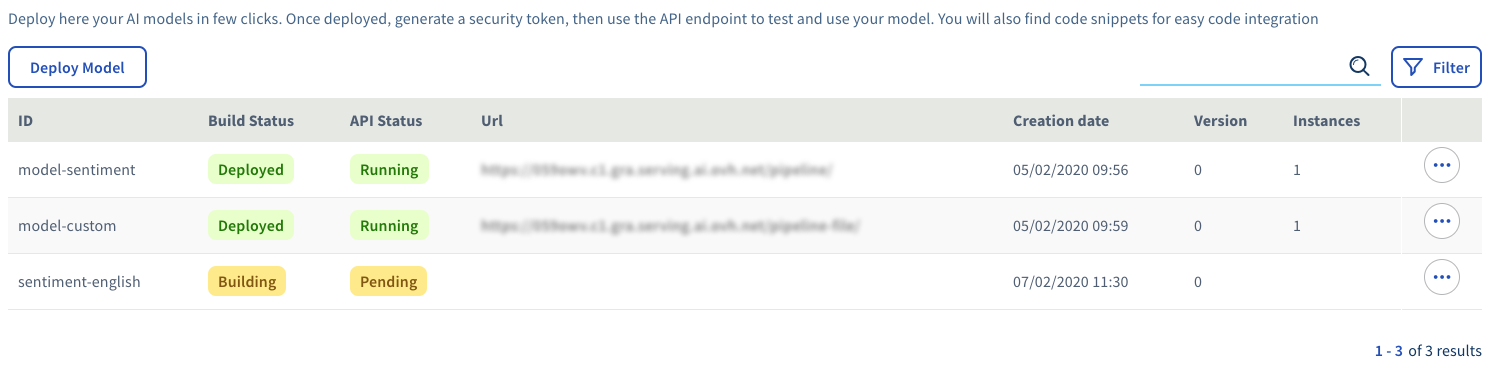 Deploy here your AI models in few clicks. Once deployed, generate a security token, then use the API endpoint to test and use your model. You will also find code snippets for easy code integration
Deploy Model Filter
ID Build Status API Status Url Creation date Version Instances
model-sentiment Deployed Running 05/02/2020 09:56 0 1
model-custom Deployed Running 05/02/2020 09:59 0 1
sentiment-english Building Pending 07/02/2020 11:30 0
1 - 3 of 3 results